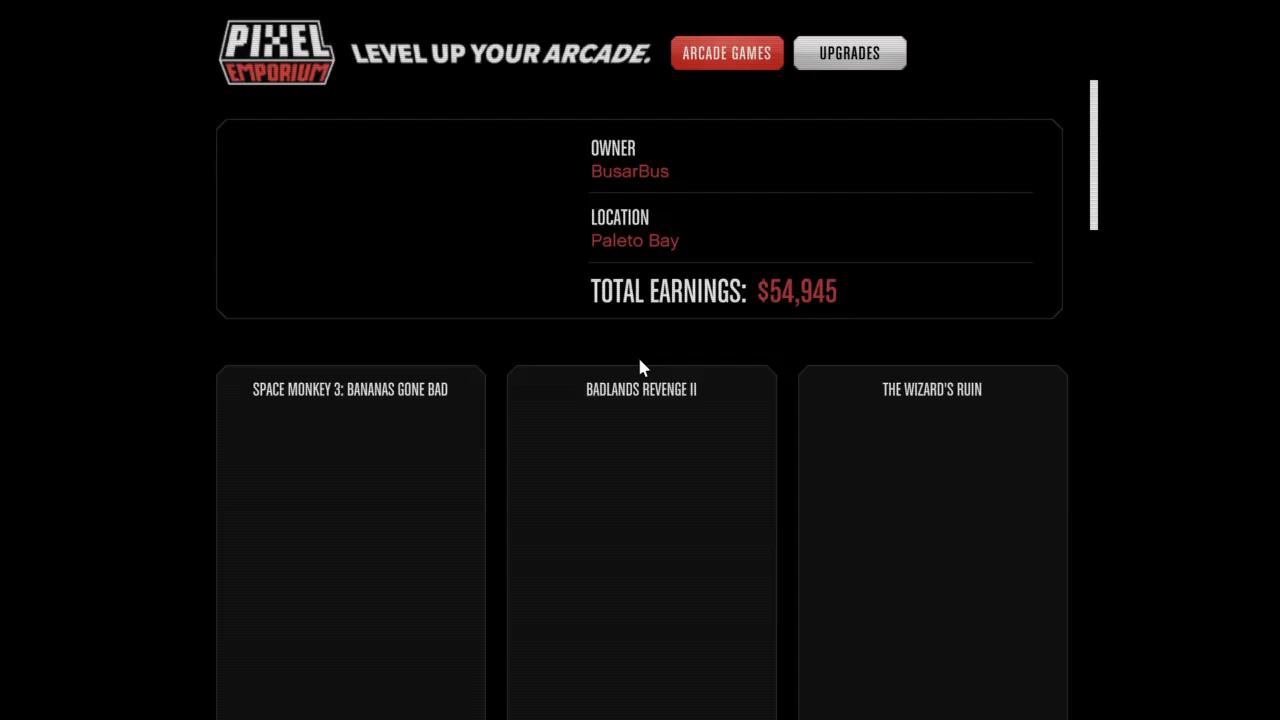 PIXEL
EMPORIUM
LEVEL UP YOUR ARCADE.
ARCADE GAMES
UPGRADES
OWNER
BusarBus
LOCATION
Paleto Bay
TOTAL EARNINGS: $54,945
SPACE MONKEY 3: BANANAS GONE BAD
BADLANDS REVENGE II
THE WIZARD'S RUIN